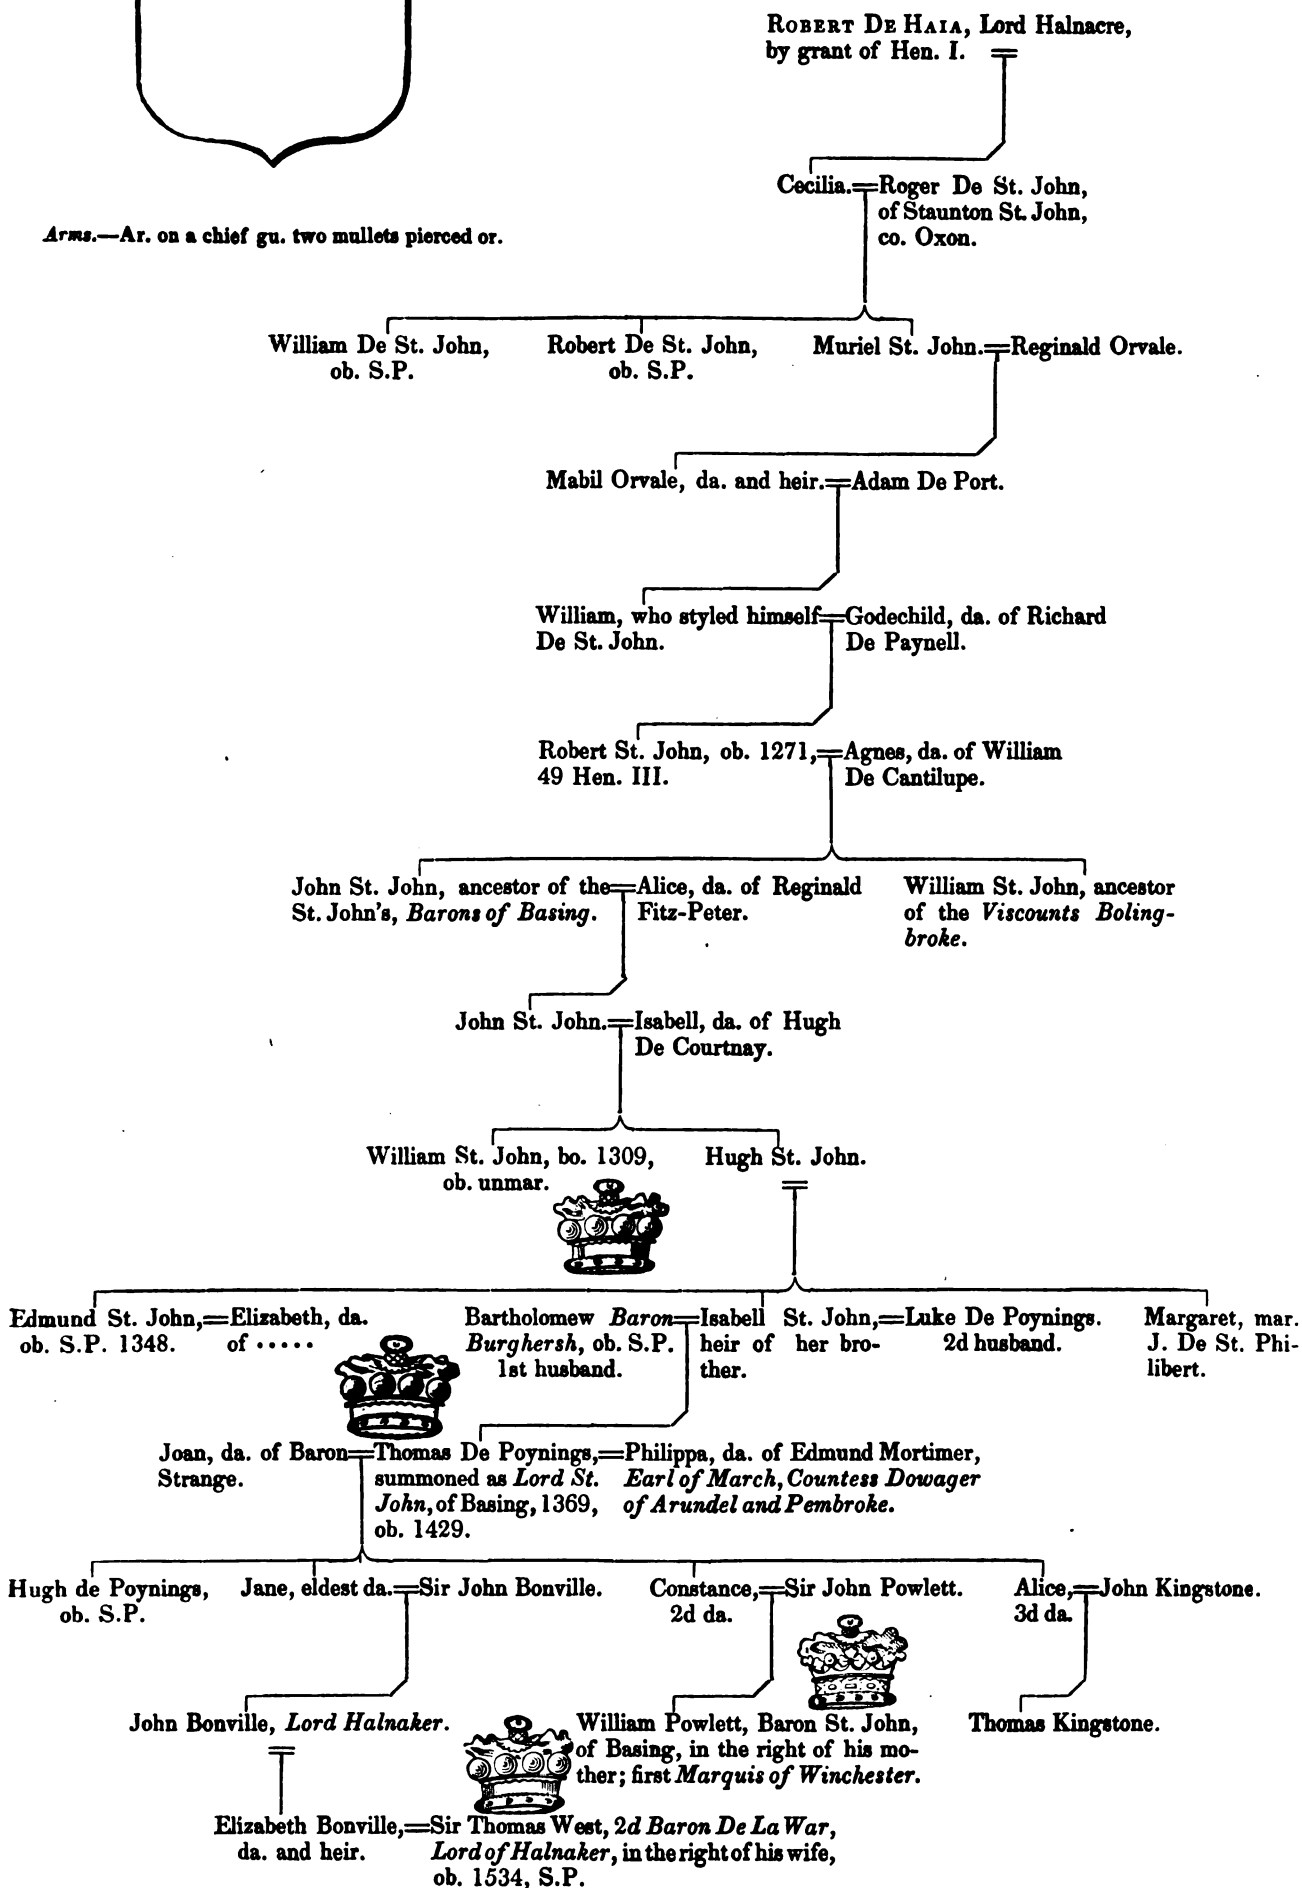 ROBERT DE HAIA, Lord Halnacre,
by grant of Hen. I.
Cecilia.=Roger De St. John,
of Staunton St. John,
co. Oxon.
Arms.—Ar. on a chief gu. two mullets pierced or.
William De St. John,
ob. S.P.
Robert De St. John,
ob. S.P.
Muriel St. John.=Reginald Orvale.
Mabil Orvale, da. and heir.=Adam De Port.
William, who styled himself=Godechild, da. of Richard
De St. John.
De Paynell.
Robert St. John, ob. 1271,=Agnes, da. of William
49 Hen. III.
De Cantilupe.
John St. John, ancestor of the=Alice, da. of Reginald
St. John's, Barons of Basing.
Fitz-Peter.
William St. John, ancestor
of the Viscounts Boling-
broke.
John St. John.=Isabell, da. of Hugh
De Courtnay.
William St. John, bo. 1309,
ob. unmar.
Hugh St. John.
=
Edmund St. John,=Elizabeth, da.
ob. S.P. 1348.
of .....
Bartholomew Baron=Isabell St. John,=Luke De Poynings.
Burghersh, ob. S.P.
1st husband.
heir of her bro-
ther.
2d husband.
Margaret, mar.
J. De St. Phi-
libert.
Joan, da. of Baron=Thomas De Poynings,=Philippa, da. of Edmund Mortimer,
Strange.
summoned as Lord St.
John, of Basing, 1369,
ob. 1429.
Earl of March, Countess Dowager
of Arundel and Pembroke.
Hugh de Poynings,
ob. S.P.
Jane, eldest da.=Sir John Bonville.
Constance,=Sir John Powlett.
2d da.
Alice,=John Kingstone.
3d da.
John Bonville, Lord Halnaker.
=
William Powlett, Baron St. John,
of Basing, in the right of his mo-
ther; first Marquis of Winchester.
Thomas Kingstone.
Elizabeth Bonville,=Sir Thomas West, 2d Baron De La War,
da. and heir.
Lord of Halnaker, in the right of his wife,
ob. 1534, S.P.